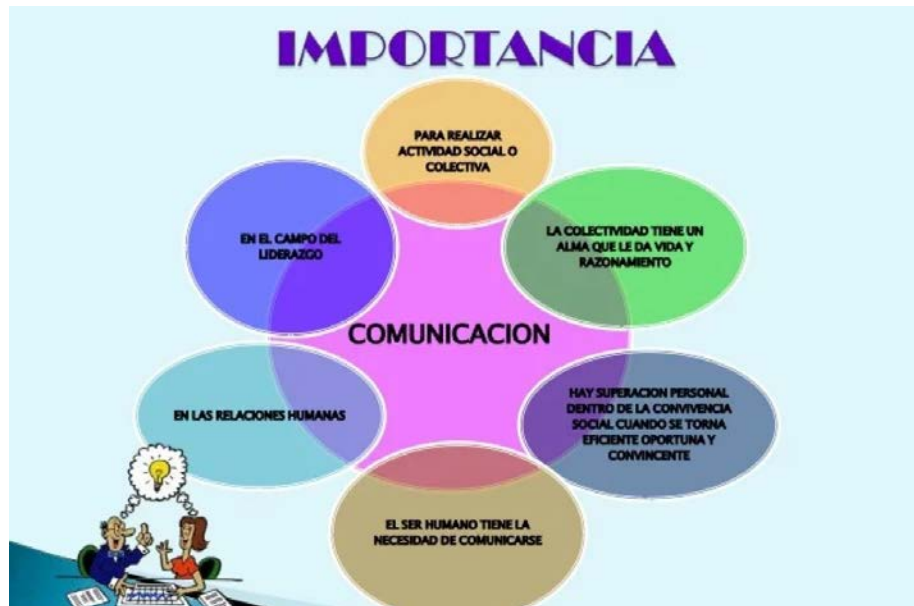 IMPORTANCIA
PARA REALIZAR
ACTIVIDAD SOCIAL O
COLECTIVA
LA COLECTIVIDAD TIENE UN
ALMA QUE LE DA VIDA Y
RAZONAMIENTO
HAY SUPERACION PERSONAL
DENTRO DE LA CONVIVENCIA
SOCIAL CUANDO SE TORNA
EFICIENTE OPORTUNA Y
CONVINCENTE
EL SER HUMANO TIENE LA
NECESIDAD DE COMUNICARSE
EN LAS RELACIONES HUMANAS
EN EL CAMPO DEL
LIDERAZGO
COMUNICACION